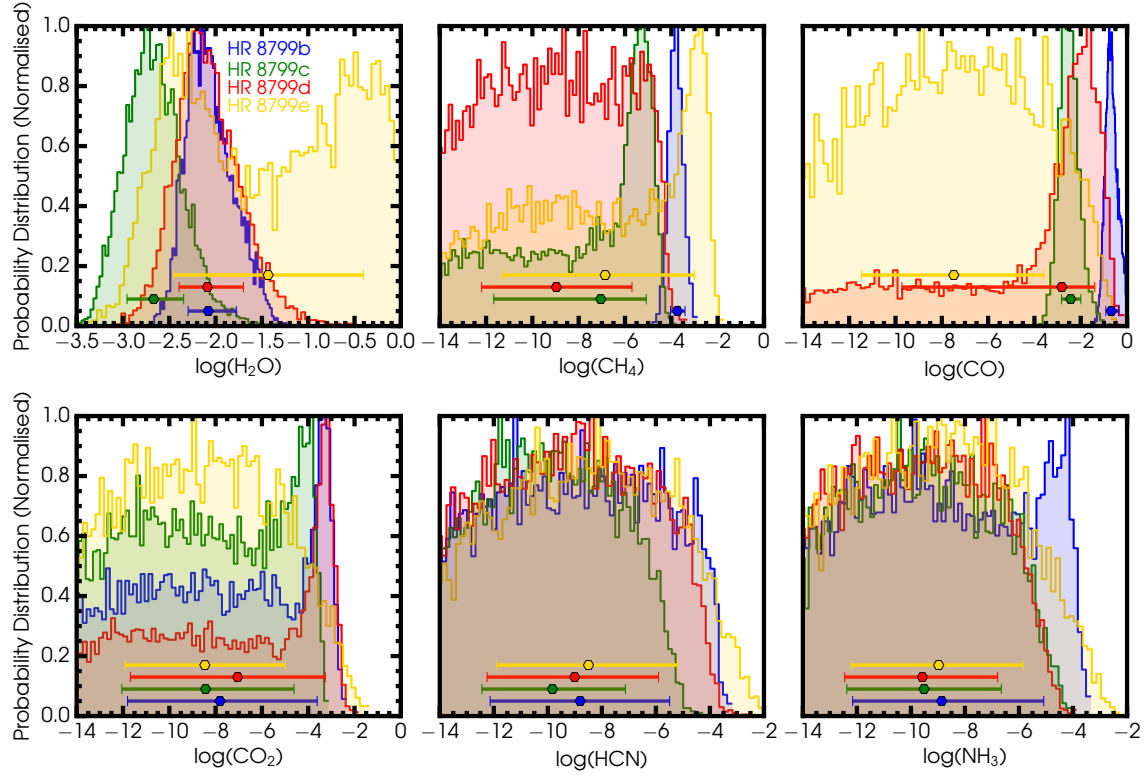 Probability Distribution (Normalised)
1.0
0.8
0.6
0.4
0.2
0.0
HR 8799b
HR 8799c
HR 8799d
HR 8799e
−3.5 −3.0 −2.5 −2.0 −1.5 −1.0 −0.5 0.0
log(H₂O)
−14 −12 −10 −8 −6 −4 −2 0
log(CH₄)
−14 −12 −10 −8 −6 −4 −2 0
log(CO)
Probability Distribution (Normalised)
1.0
0.8
0.6
0.4
0.2
0.0
−14 −12 −10 −8 −6 −4 −2 0
log(CO₂)
−14 −12 −10 −8 −6 −4 −2
log(HCN)
−14 −12 −10 −8 −6 −4 −2
log(NH₃)